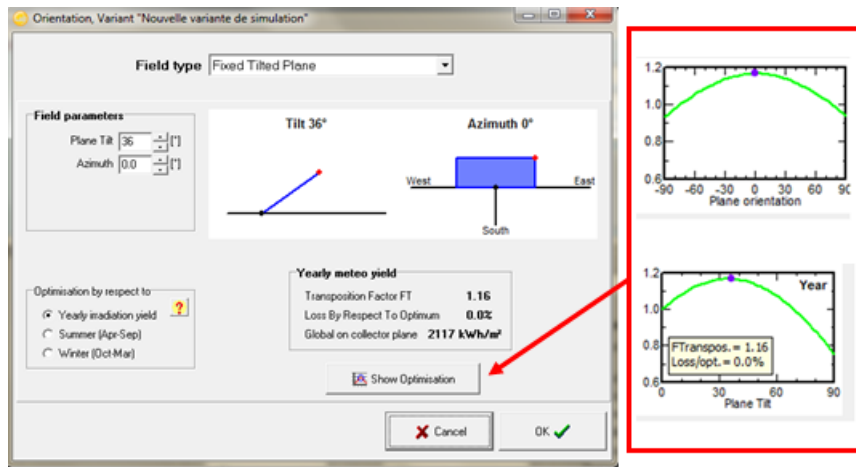 Orientation, Variant "Nouvelle variante de simulation"
Field type Fixed Tilted Plane
Field parameters
Plane Tilt 36 [°]
Azimuth 0.0 [°]
Tilt 36°
Azimuth 0°
West
East
South
Optimisation by respect to
Yearly irradiation yield
?
Summer (Apr-Sep)
Winter (Oct-Mar)
Yearly meteo yield
Transposition Factor FT 1.16
Loss By Respect To Optimum 0.0%
Global on collector plane 2117 kWh/m²
Show Optimisation
Cancel
OK
1.2
1.0
0.8
0.6
-90 -60 -30 0 30 60 90
Plane orientation
1.2
Year
1.0
0.8
FTranspos. = 1.16
Loss/opt. = 0.0%
0.6
0 30 60 90
Plane Tilt